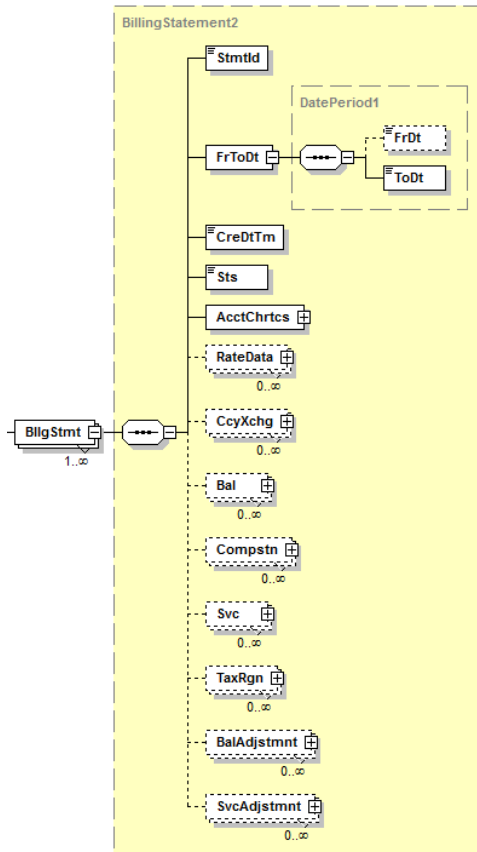 BillingStatement2
StmtId
DatePeriod1
FrDt
FrToDt
ToDt
CreDtTm
Sts
AcctChrtcs
RateData
0..∞
CcyXchg
0..∞
BllgStmt
1..∞
Bal
0..∞
Compstn
0..∞
Svc
0..∞
TaxRgn
0..∞
BalAdjstmnt
0..∞
SvcAdjstmnt
0..∞